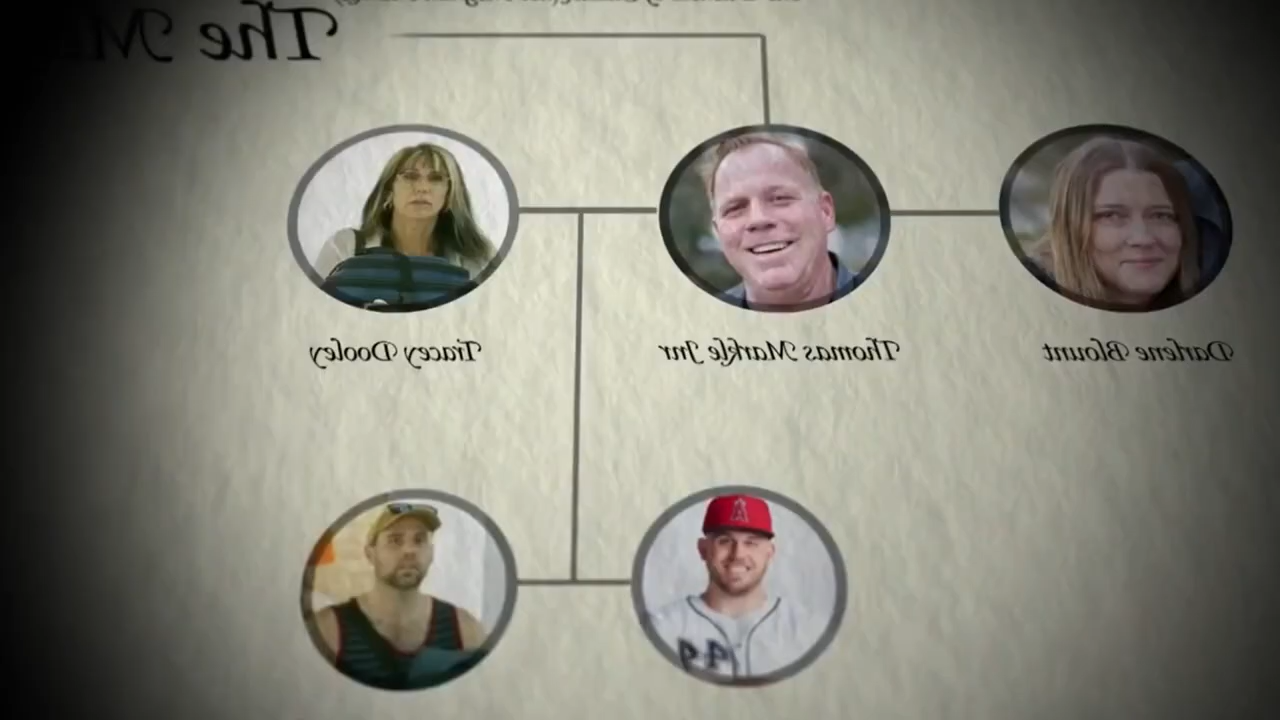 The M
Tracey Dooley
Thomas Markle Jnr
Darlene Blount
A